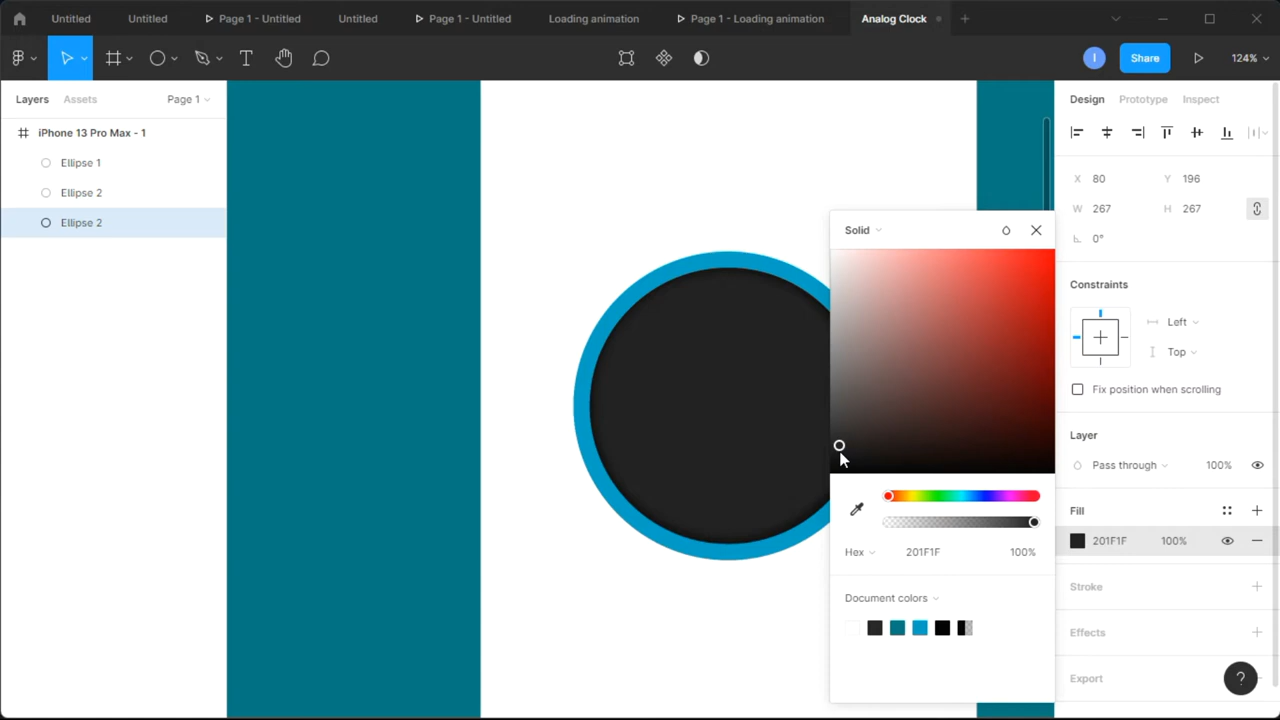 Untitled
Untitled
Page 1 - Untitled
Untitled
Page 1 - Untitled
Loading animation
Page 1 - Loading animation
Analog Clock
T
I
Share
124%
Layers
Assets
Page 1
Design
Prototype
Inspect
iPhone 13 Pro Max - 1
Ellipse 1
Ellipse 2
Ellipse 2
X 80
Y 196
W 267
H 267
0°
Constraints
Left
Top
Fix position when scrolling
Layer
Pass through
100%
Fill
201F1F
100%
Stroke
Effects
Export
?
Solid
Hex
201F1F
100%
Document colors